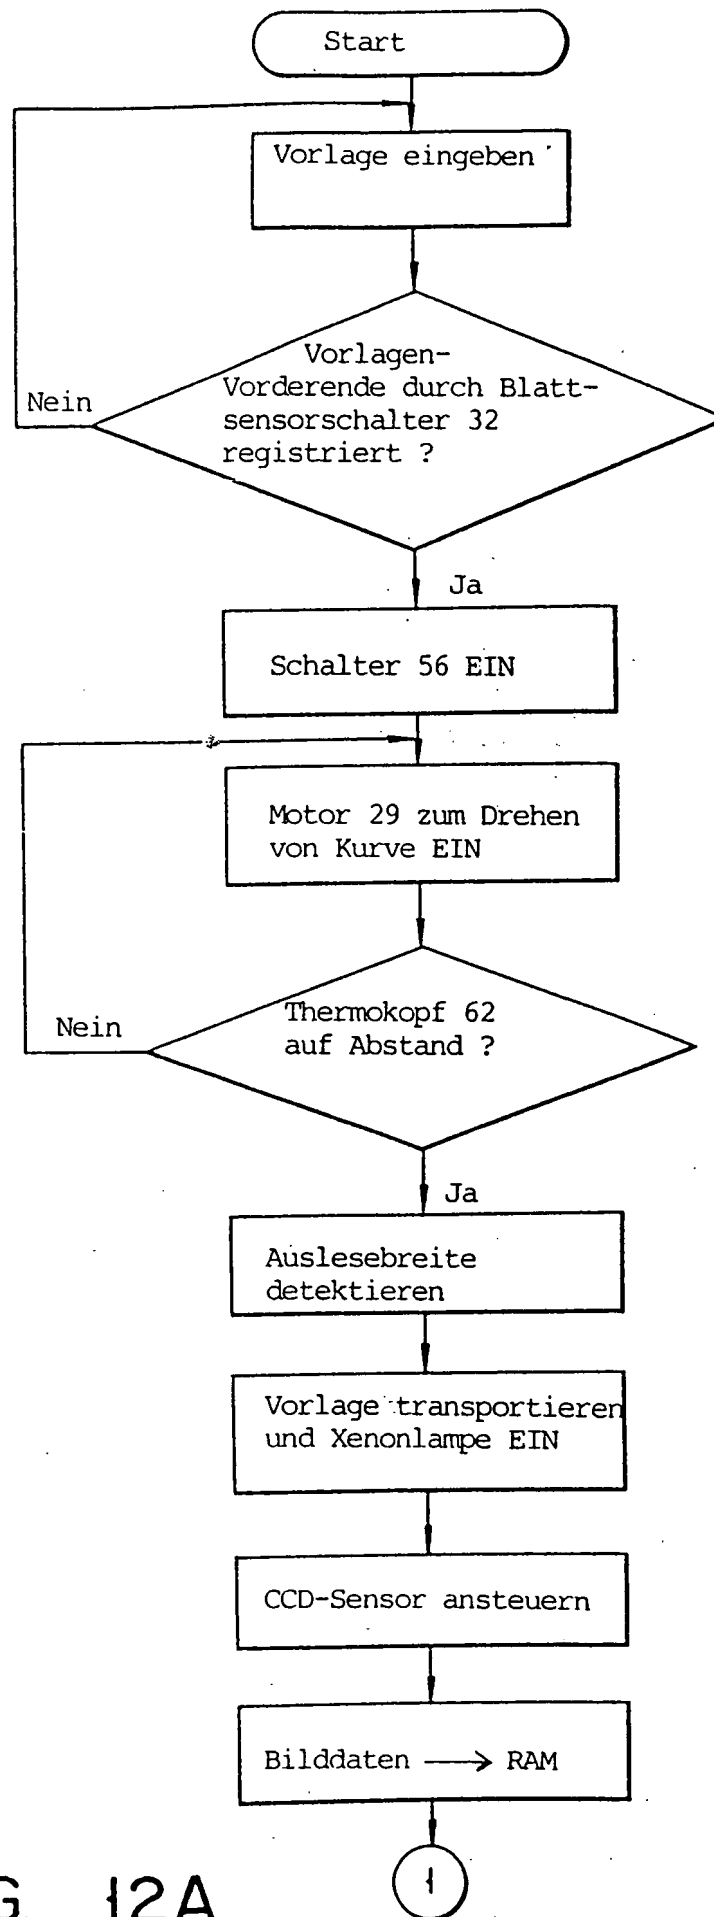 Start
Vorlage eingeben
Vorlagen-
Vorderende durch Blatt-
sensorschalter 32
registriert ?
Nein
Ja
Schalter 56 EIN
Motor 29 zum Drehen
von Kurve EIN
Thermokopf 62
auf Abstand ?
Nein
Ja
Auslesebreite
detektieren
Vorlage transportieren
und Xenonlampe EIN
CCD-Sensor ansteuern
Bilddaten → RAM
1
G. 12A